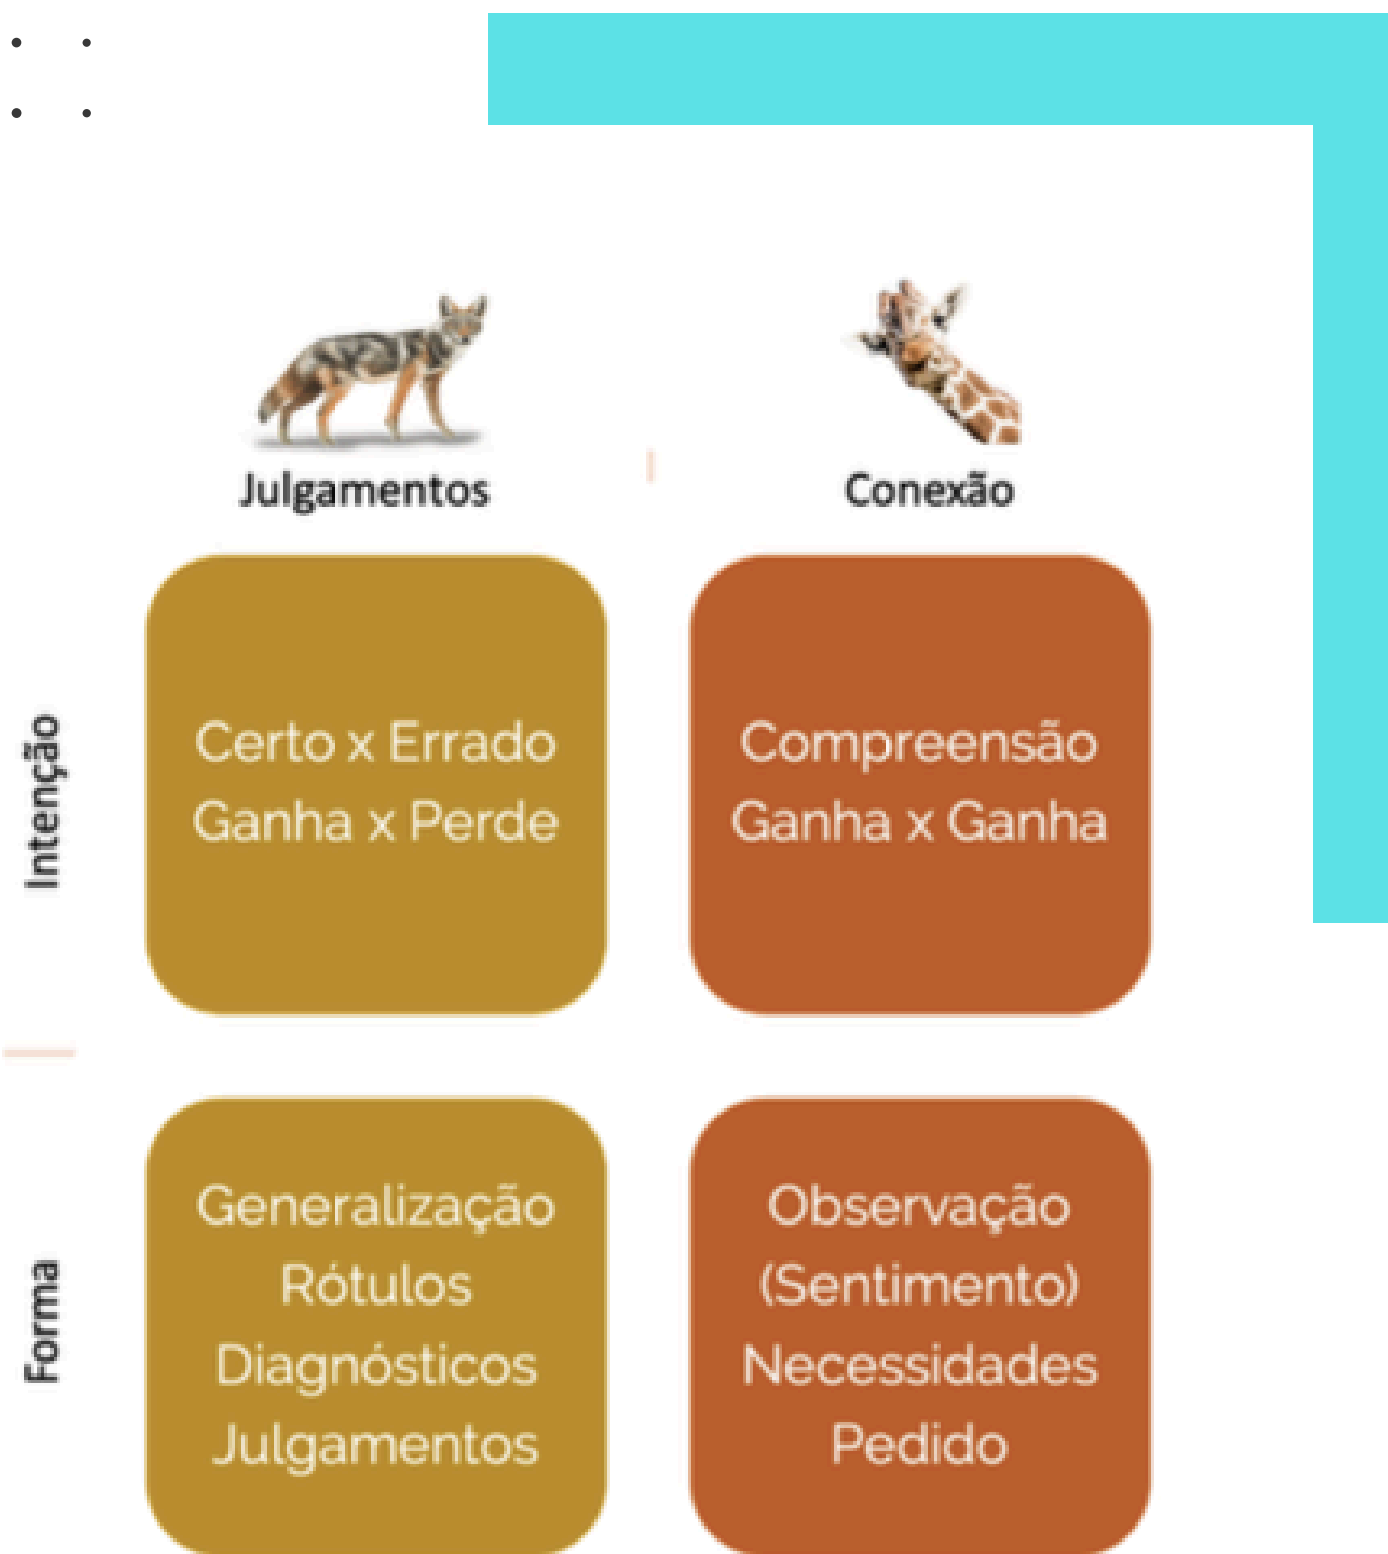 Julgamentos
Conexão
Intenção
Certo x Errado
Ganha x Perde
Compreensão
Ganha x Ganha
Forma
Generalização
Rótulos
Diagnósticos
Julgamentos
Observação
(Sentimento)
Necessidades
Pedido